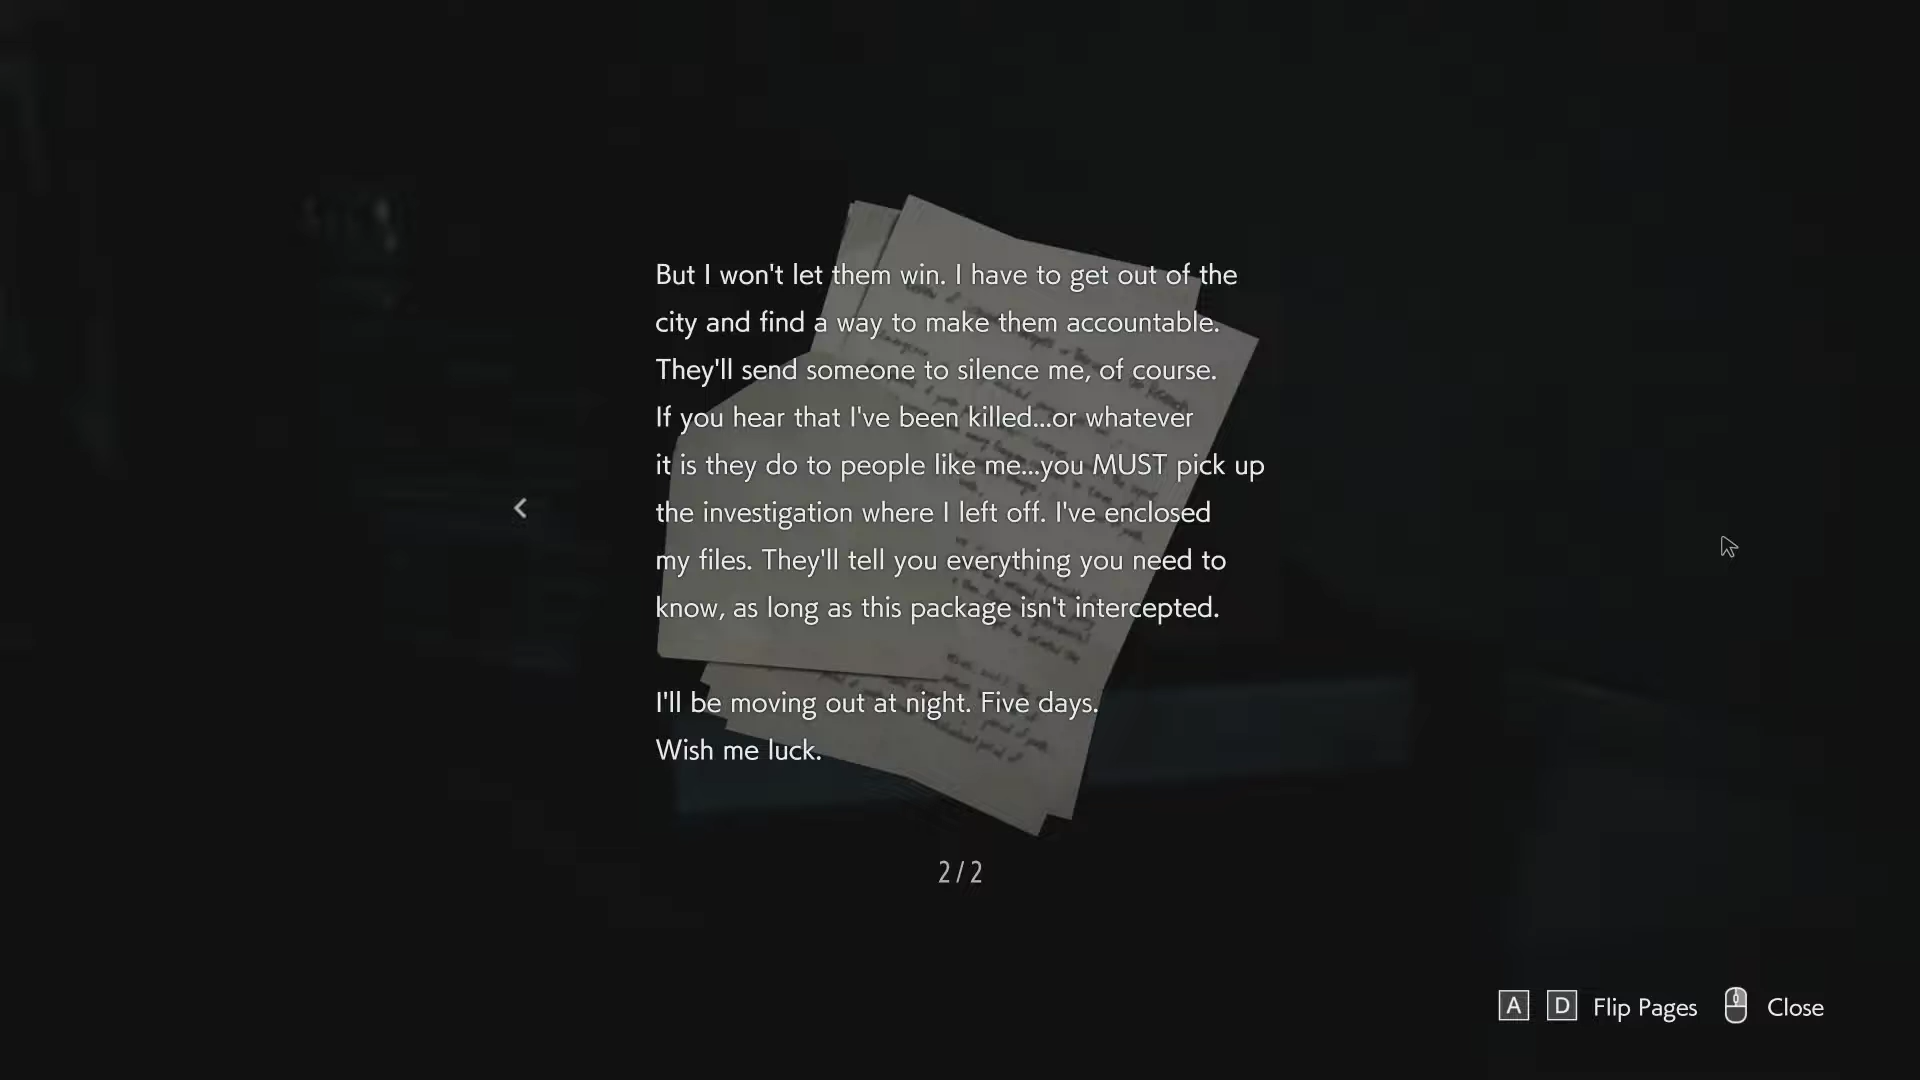 But I won't let them win. I have to get out of the
city and find a way to make them accountable.
They'll send someone to silence me, of course.
If you hear that I've been killed...or whatever
it is they do to people like me...you MUST pick up
the investigation where I left off. I've enclosed
my files. They'll tell you everything you need to
know, as long as this package isn't intercepted.
I'll be moving out at night. Five days.
Wish me luck.
2 / 2
A D Flip Pages Close